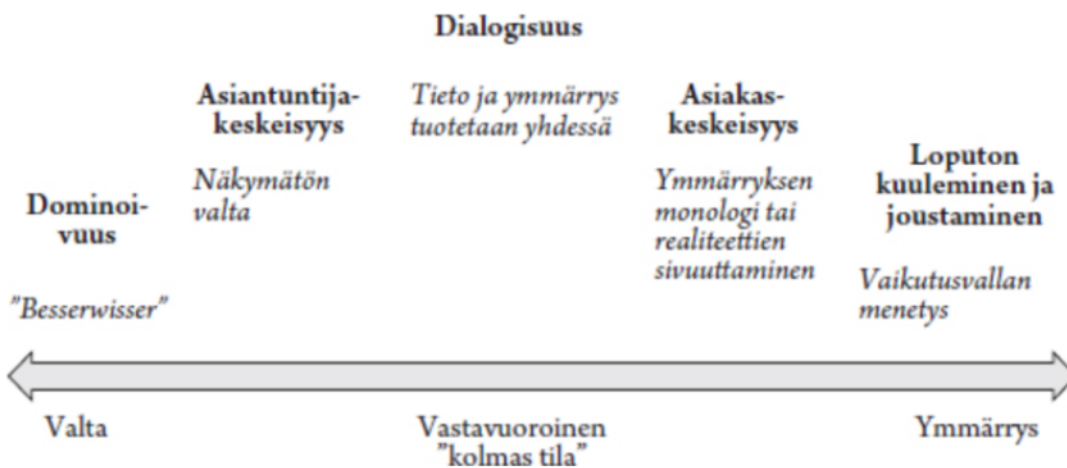 Dialogisuus
Asiantuntija-
keskeisyys
Näkymätön
valta
Tieto ja ymmärrys
tuotetaan yhdessä
Asiakas-
keskeisyys
Ymmärryksen
monologi tai
realiteettien
sivuuttaminen
Loputon
kuuleminen ja
joustaminen
Vaikutusvallan
menetys
Dominoi-
vuus
"Besserwisser"
Valta
Vastavuoroinen
"kolmas tila"
Ymmärrys